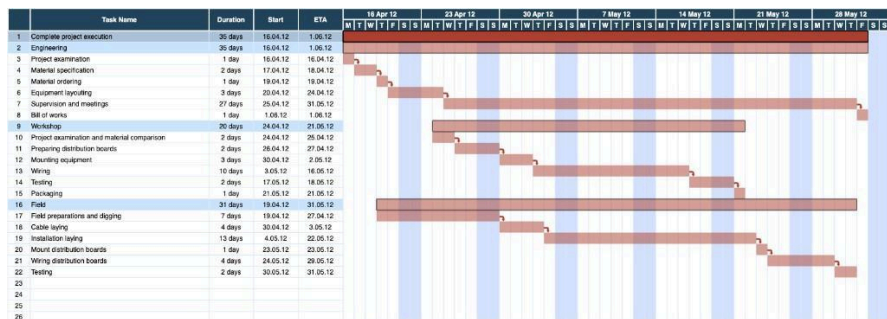 16 Apr 12 23 Apr 12 30 Apr 12 7 May 12 14 May 12 21 May 12 28 May 12
Task Name Duration Start ETA M T W T F S S M T W T F S S M T W T F S S M T W T F S S M T W T F S S M T W T F S S M T W T F S S
1 Complete project execution 35 days 16.04.12 1.06.12
2 Engineering 35 days 16.04.12 1.06.12
3 Project examination 1 day 16.04.12 16.04.12
4 Material specification 2 days 17.04.12 18.04.12
5 Material ordering 1 day 19.04.12 19.04.12
6 Equipment layouting 3 days 20.04.12 24.04.12
7 Supervision and meetings 27 days 25.04.12 31.05.12
8 Bill of works 1 day 1.06.12 1.06.12
9 Workshop 20 days 24.04.12 21.05.12
10 Project examination and material comparison 2 days 24.04.12 25.04.12
11 Preparing distribution boards 2 days 26.04.12 27.04.12
12 Mounting equipment 3 days 30.04.12 2.05.12
13 Wiring 10 days 3.05.12 16.05.12
14 Testing 2 days 17.05.12 18.05.12
15 Packaging 1 day 21.05.12 21.05.12
16 Field 31 days 19.04.12 31.05.12
17 Field preparations and digging 7 days 19.04.12 27.04.12
18 Cable laying 4 days 30.04.12 3.05.12
19 Installation laying 13 days 4.05.12 22.05.12
20 Mount distribution boards 1 day 23.05.12 23.05.12
21 Wiring distribution boards 4 days 24.05.12 29.05.12
22 Testing 2 days 30.05.12 31.05.12
23
24
25
26